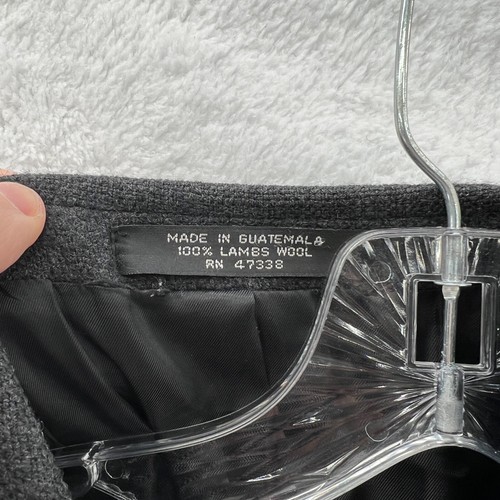 MADE IN GUATEMALA
100% LAMBS WOOL
RN 47338